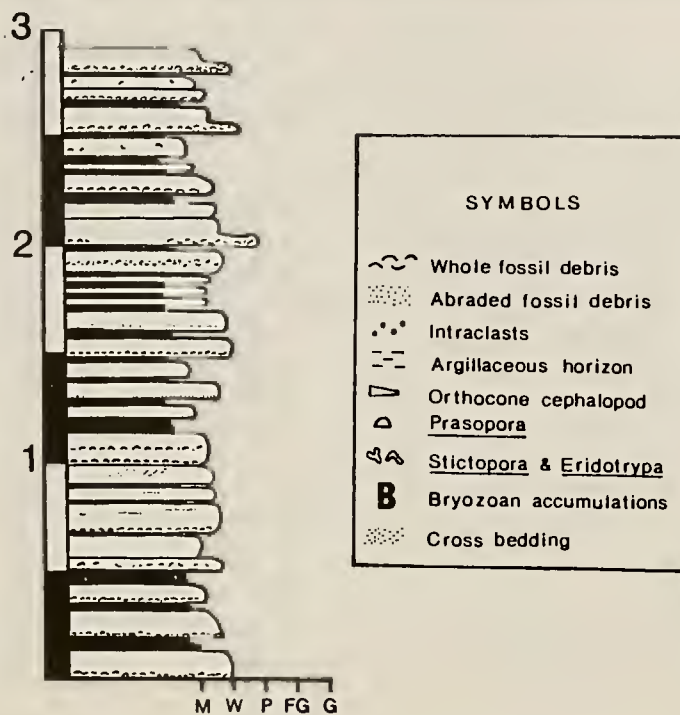 3
2
1
M W P FG G
SYMBOLS
Whole fossil debris
Abraded fossil debris
Intraclasts
Argillaceous horizon
Orthocone cephalopod
Prasopora
Stictopora & Eridotrypa
B Bryozoan accumulations
Cross bedding